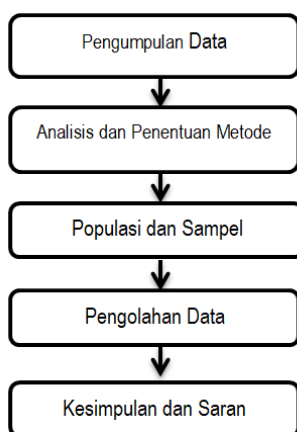 Pengumpulan Data
Analisis dan Penentuan Metode
Populasi dan Sampel
Pengolahan Data
Kesimpulan dan Saran